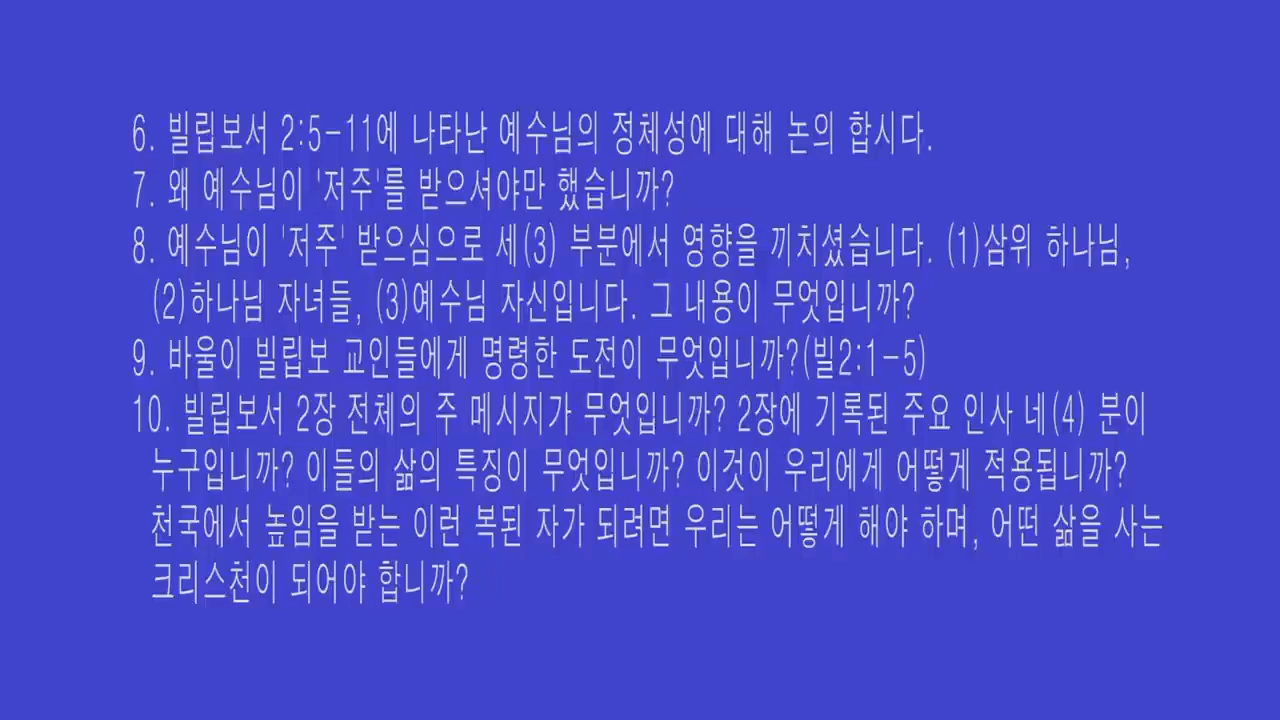 6. 빌립보서 2:5-11에 나타난 예수님의 정체성에 대해 논의 합시다.
7. 왜 예수님이 '저주'를 받으셔야만 했습니까?
8. 예수님이 '저주' 받으심으로 세(3) 부분에서 영향을 끼치셨습니다. (1)삼위 하나님,
(2)하나님 자녀들, (3)예수님 자신입니다. 그 내용이 무엇입니까?
9. 바울이 빌립보 교인들에게 명령한 도전이 무엇입니까?(빌2:1-5)
10. 빌립보서 2장 전체의 주 메시지가 무엇입니까? 2장에 기록된 주요 인사 네(4) 분이
누구입니까? 이들의 삶의 특징이 무엇입니까? 이것이 우리에게 어떻게 적용됩니까?
천국에서 높임을 받는 이런 복된 자가 되려면 우리는 어떻게 해야 하며, 어떤 삶을 사는
크리스천이 되어야 합니까?